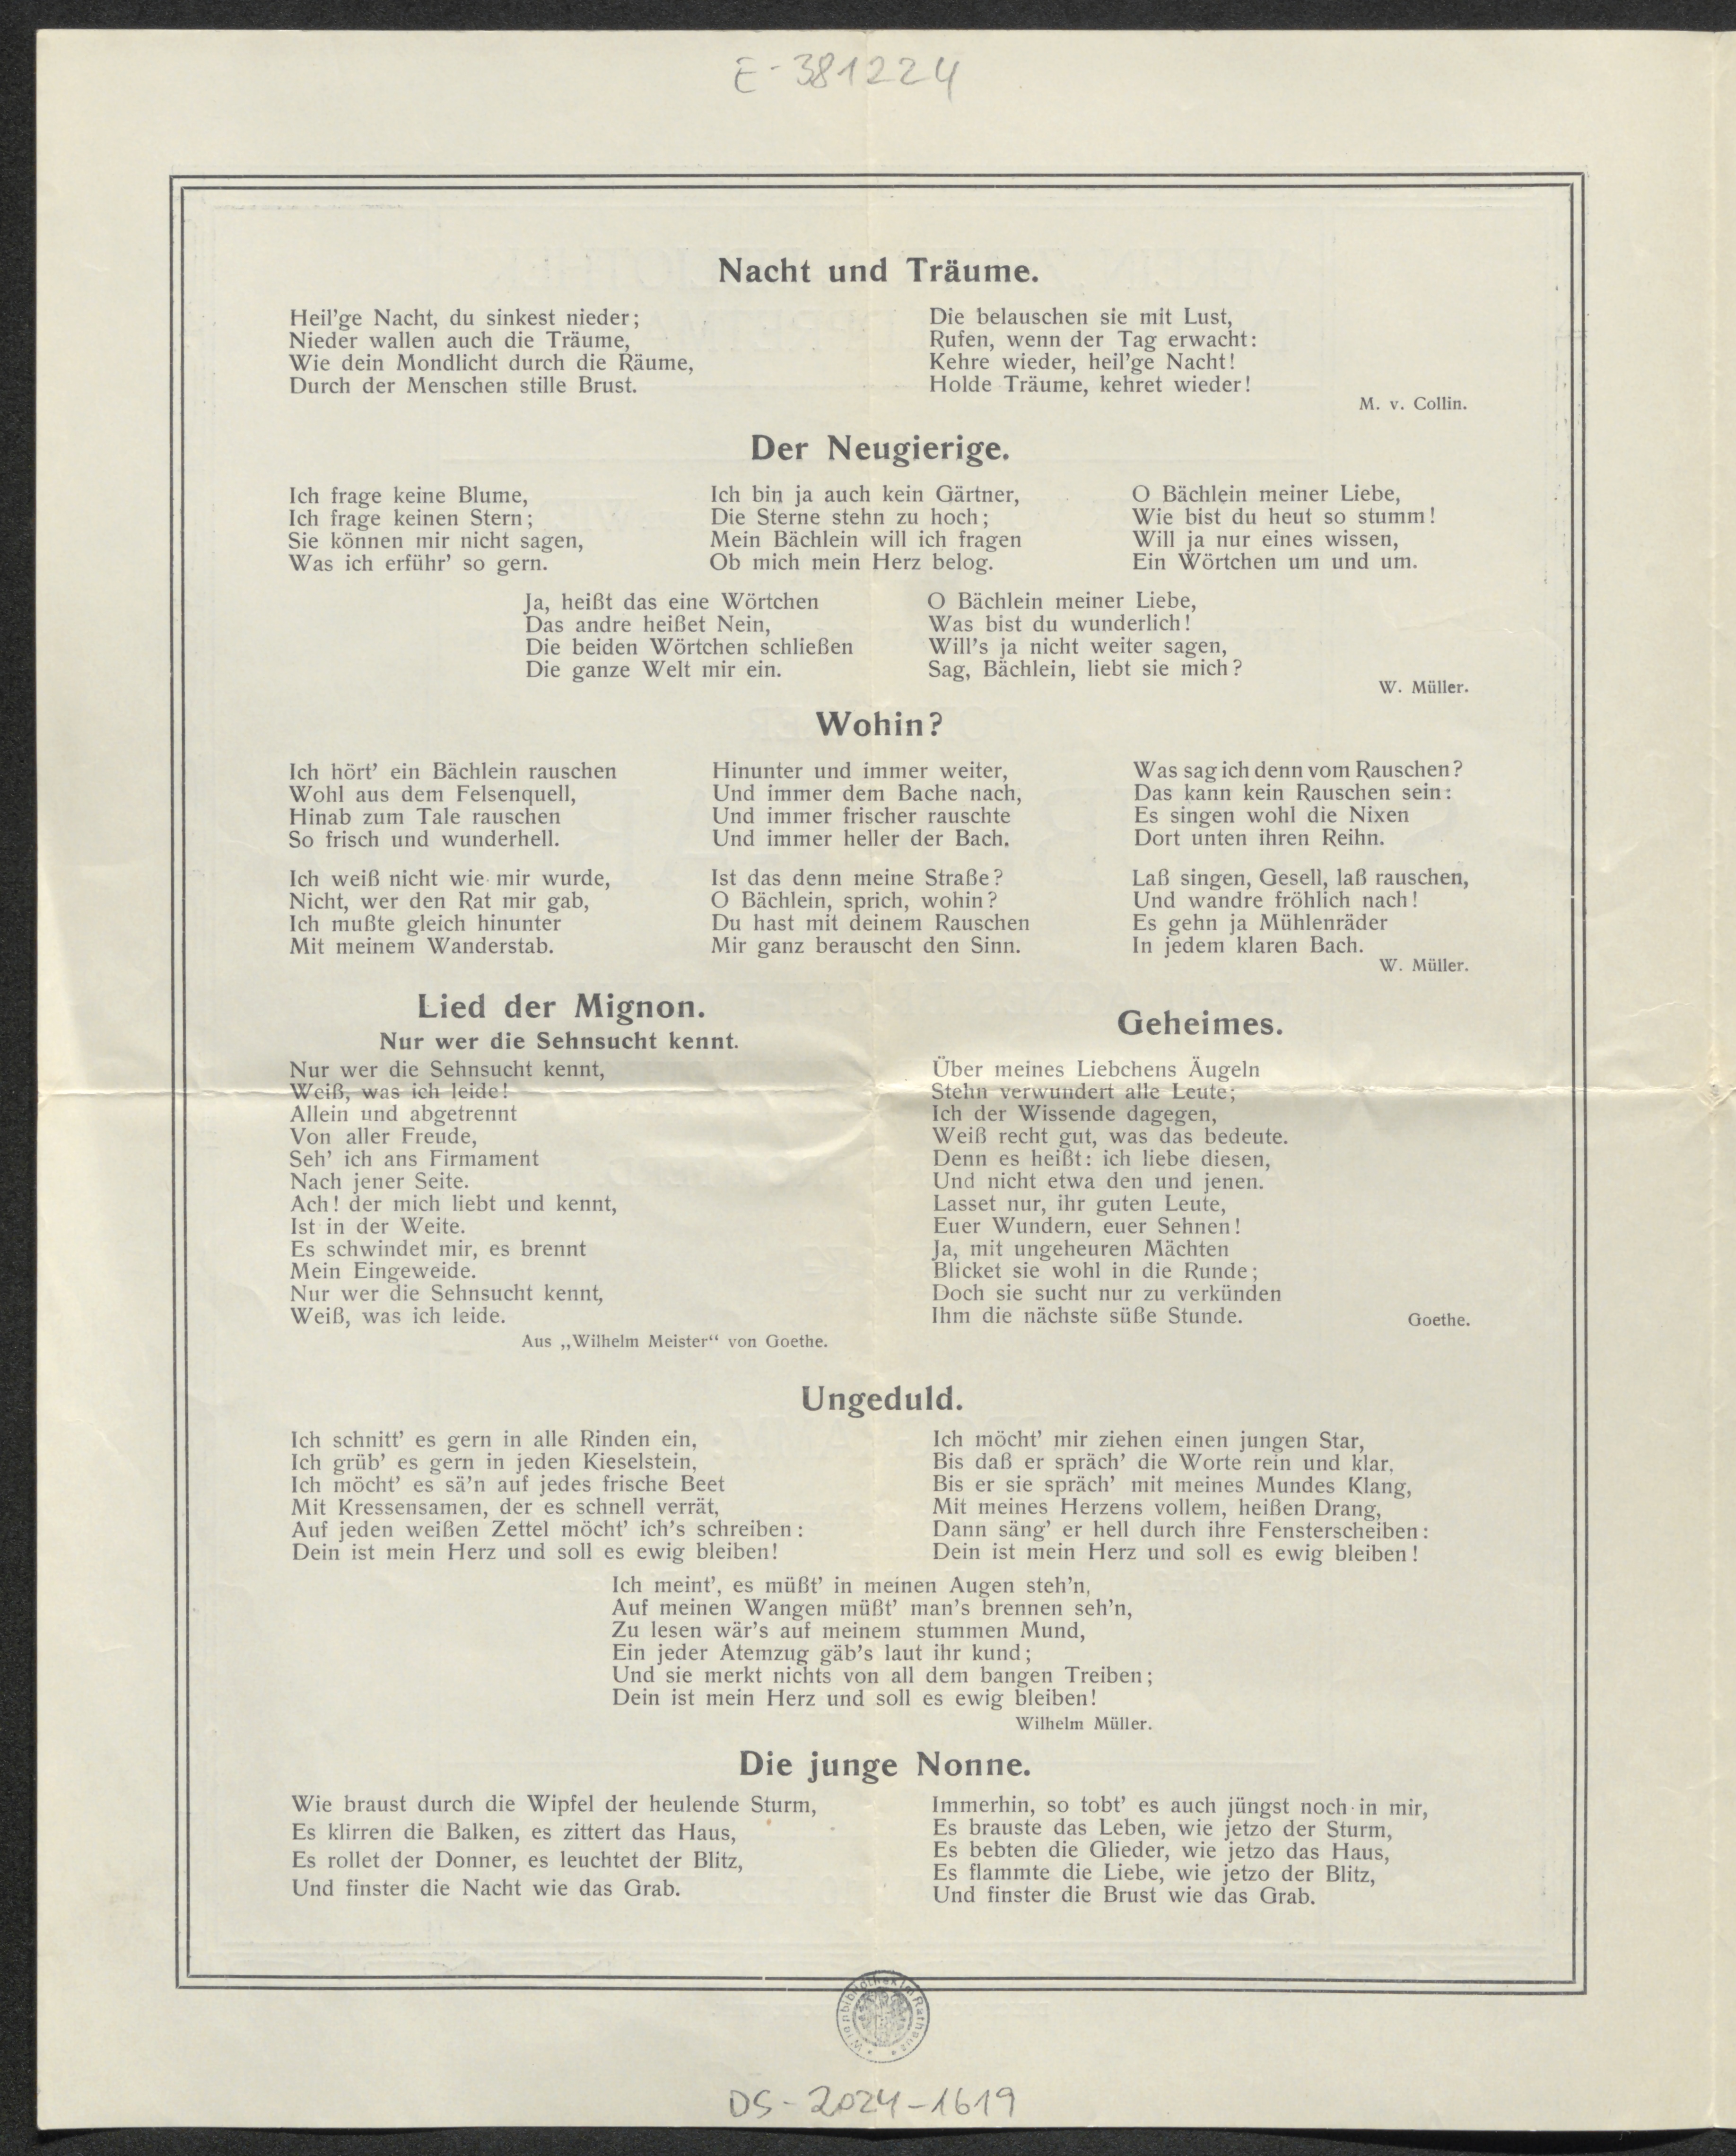 E-381224
Nacht und Träume.
Heil'ge Nacht, du sinkest nieder;
Nieder wallen auch die Träume,
Wie dein Mondlicht durch die Räume,
Durch der Menschen stille Brust.
Die belauschen sie mit Lust,
Rufen, wenn der Tag erwacht:
Kehre wieder, heil'ge Nacht!
Holde Träume, kehret wieder!
M. v. Collin.
Der Neugierige.
Ich frage keine Blume,
Ich frage keinen Stern;
Sie können mir nicht sagen,
Was ich erführ' so gern.
Ich bin ja auch kein Gärtner,
Die Sterne stehn zu hoch;
Mein Bächlein will ich fragen
Ob mich mein Herz belog.
O Bächlein meiner Liebe,
Wie bist du heut so stumm!
Will ja nur eines wissen,
Ein Wörtchen um und um.
Ja, heißt das eine Wörtchen
Das andre heißet Nein,
Die beiden Wörtchen schließen
Die ganze Welt mir ein.
O Bächlein meiner Liebe,
Was bist du wunderlich!
Will's ja nicht weiter sagen,
Sag, Bächlein, liebt sie mich?
W. Müller.
Wohin?
Ich hört' ein Bächlein rauschen
Wohl aus dem Felsenquell,
Hinab zum Tale rauschen
So frisch und wunderhell.
Ich weiß nicht wie mir wurde,
Nicht, wer den Rat mir gab,
Ich mußte gleich hinunter
Mit meinem Wanderstab.
Hinunter und immer weiter,
Und immer dem Bache nach,
Und immer frischer rauschte
Und immer heller der Bach.
Ist das denn meine Straße?
O Bächlein, sprich, wohin?
Du hast mit deinem Rauschen
Mir ganz berauscht den Sinn.
Was sag ich denn vom Rauschen?
Das kann kein Rauschen sein:
Es singen wohl die Nixen
Dort unten ihren Reihn.
Laß singen, Gesell, laß rauschen,
Und wandre fröhlich nach!
Es gehn ja Mühlenräder
In jedem klaren Bach.
W. Müller.
Lied der Mignon.
Nur wer die Sehnsucht kennt.
Nur wer die Sehnsucht kennt,
Weiß, was ich leide!
Allein und abgetrennt
Von aller Freude,
Seh' ich ans Firmament
Nach jener Seite.
Ach! der mich liebt und kennt,
Ist in der Weite.
Es schwindet mir, es brennt
Mein Eingeweide.
Nur wer die Sehnsucht kennt,
Weiß, was ich leide.
Aus „Wilhelm Meister“ von Goethe.
Geheimes.
Über meines Liebchens Äugeln
Stehn verwundert alle Leute;
Ich der Wissende dagegen,
Weiß recht gut, was das bedeute.
Denn es heißt: ich liebe diesen,
Und nicht etwa den und jenen.
Lasset nur, ihr guten Leute,
Euer Wundern, euer Sehnen!
Ja, mit ungeheuren Mächten
Blicket sie wohl in die Runde;
Doch sie sucht nur zu verkünden
Ihm die nächste süße Stunde.
Goethe.
Ungeduld.
Ich schnitt' es gern in alle Rinden ein,
Ich grüb' es gern in jeden Kieselstein,
Ich möcht' es sä'n auf jedes frische Beet
Mit Kressensamen, der es schnell verrät,
Auf jeden weißen Zettel möcht' ich's schreiben:
Dein ist mein Herz und soll es ewig bleiben!
Ich möcht' mir ziehen einen jungen Star,
Bis daß er spräch' die Worte rein und klar,
Bis er sie spräch' mit meines Mundes Klang,
Mit meines Herzens vollem, heißen Drang,
Dann säng' er hell durch ihre Fensterscheiben:
Dein ist mein Herz und soll es ewig bleiben!
Ich meint', es müßt' in meinen Augen steh'n,
Auf meinen Wangen müßt' man's brennen seh'n,
Zu lesen wär's auf meinem stummen Mund,
Ein jeder Atemzug gäb's laut ihr kund;
Und sie merkt nichts von all dem bangen Treiben;
Dein ist mein Herz und soll es ewig bleiben!
Wilhelm Müller.
Die junge Nonne.
Wie braust durch die Wipfel der heulende Sturm,
Es klirren die Balken, es zittert das Haus,
Es rollet der Donner, es leuchtet der Blitz,
Und finster die Nacht wie das Grab.
Immerhin, so tobt' es auch jüngst noch in mir,
Es brauste das Leben, wie jetzo der Sturm,
Es bebten die Glieder, wie jetzo das Haus,
Es flammte die Liebe, wie jetzo der Blitz,
Und finster die Brust wie das Grab.
Wienbibliothek im Rathaus
DS-2024-1619